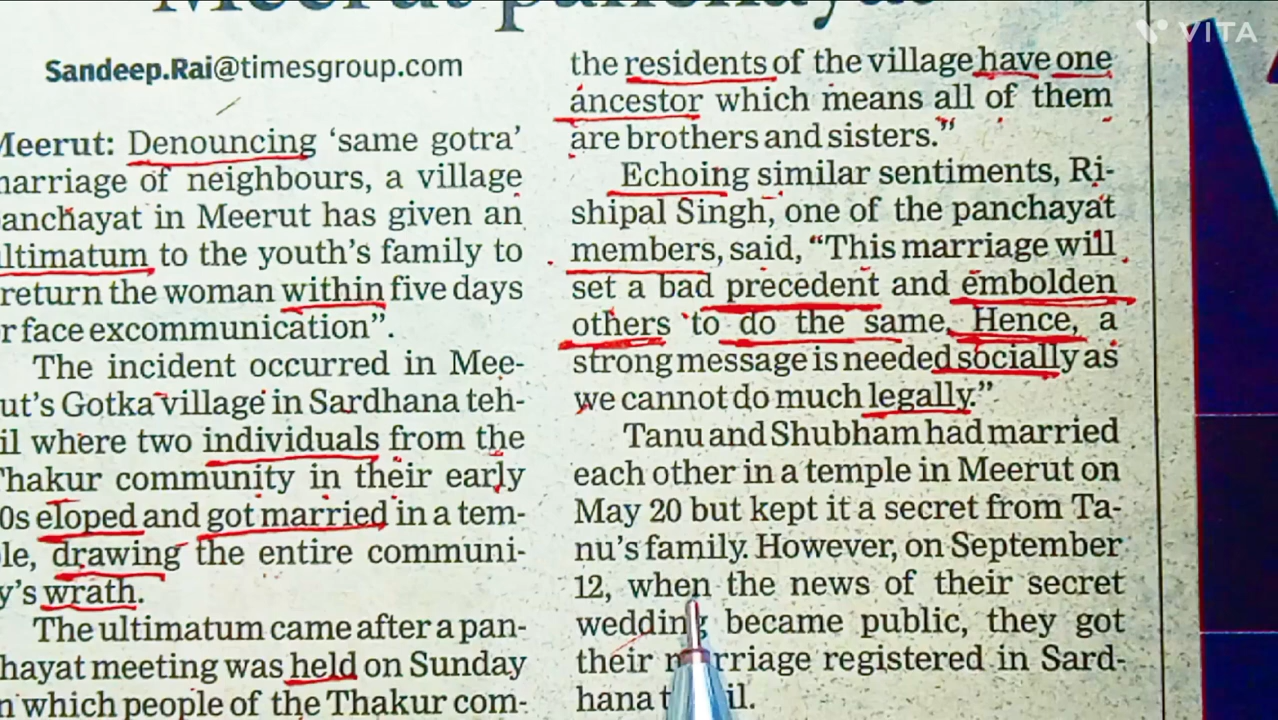 Meerut panchayat
VITA
Sandeep.Rai@timesgroup.com
Meerut: Denouncing ‘same gotra’
marriage of neighbours, a village
panchayat in Meerut has given an
ultimatum to the youth’s family to
return the woman within five days
r face excommunication”.
The incident occurred in Mee-
ut’s Gotka village in Sardhana teh-
il where two individuals from the
Thakur community in their early
0s eloped and got married in a tem-
le, drawing the entire communi-
y’s wrath.
The ultimatum came after a pan-
hayat meeting was held on Sunday
n which people of the Thakur com-
the residents of the village have one
ancestor which means all of them
are brothers and sisters.”
Echoing similar sentiments, Ri-
shipal Singh, one of the panchayat
members, said, “This marriage will
set a bad precedent and embolden
others to do the same. Hence, a
strong message is needed socially as
we cannot do much legally.”
Tanu and Shubham had married
each other in a temple in Meerut on
May 20 but kept it a secret from Ta-
nu’s family. However, on September
12, when the news of their secret
wedding became public, they got
their marriage registered in Sard-
hana